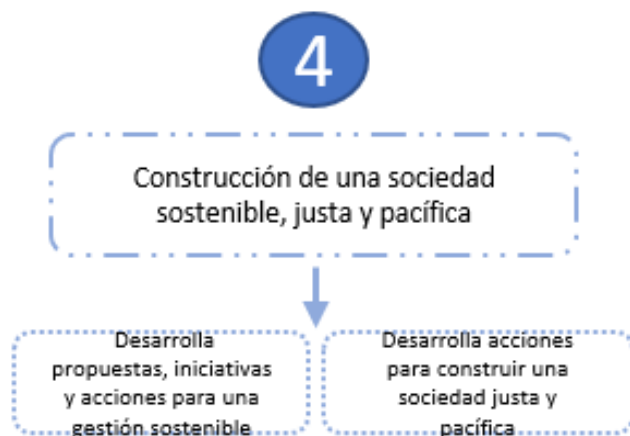 4
Construcción de una sociedad
sostenible, justa y pacífica
Desarrolla
propuestas, iniciativas
y acciones para una
gestión sostenible
Desarrolla acciones
para construir una
sociedad justa y
pacífica